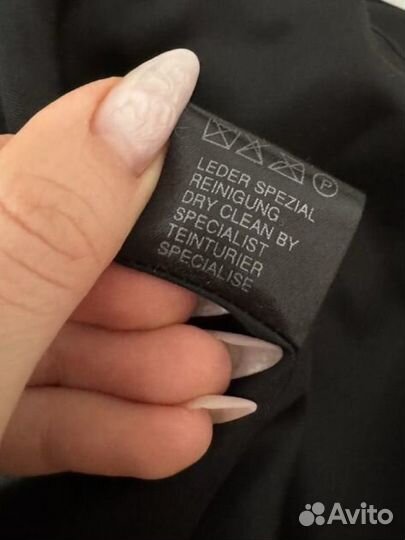 P
LEDER SPEZIAL
REINIGUNG
DRY CLEAN BY
SPECIALIST
TEINTURIER
SPECIALISE
Avito